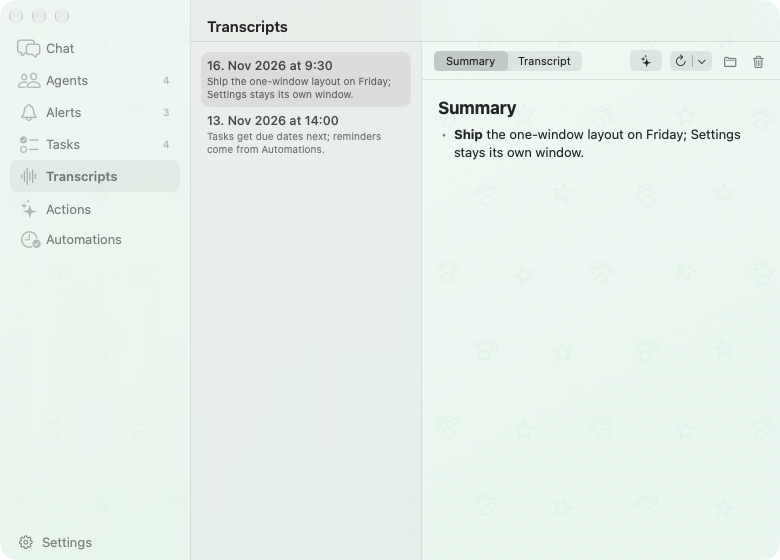 Chat
Agents 4
Alerts 3
Tasks 4
Transcripts
Actions
Automations
Settings
Transcripts
16. Nov 2026 at 9:30
Ship the one-window layout on Friday;
Settings stays its own window.
13. Nov 2026 at 14:00
Tasks get due dates next; reminders
come from Automations.
Summary Transcript
Summary
• Ship the one-window layout on Friday; Settings
stays its own window.